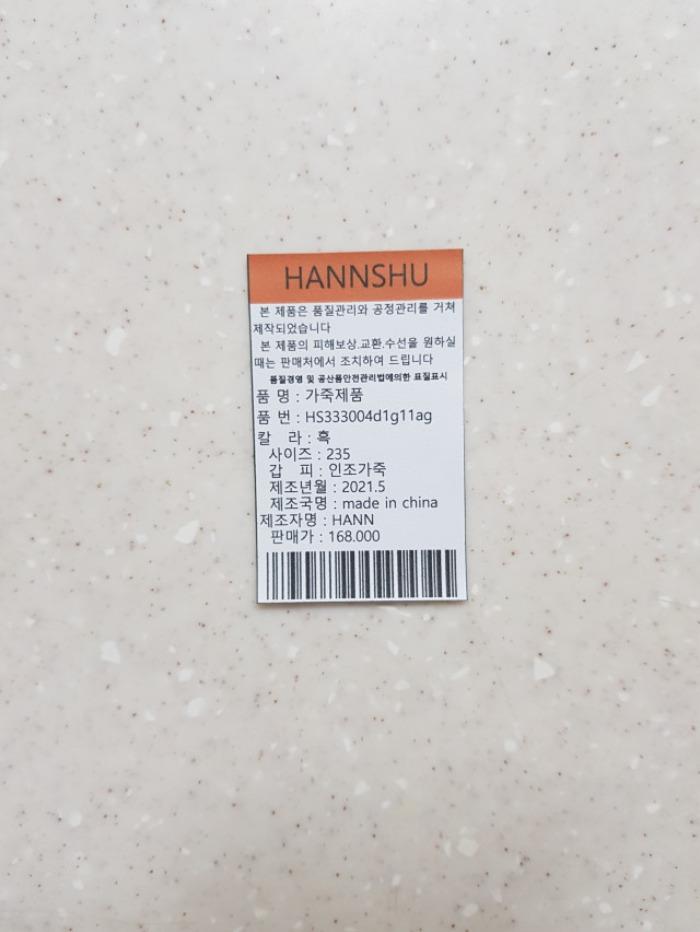 HANNSHU
본 제품은 품질관리와 공정관리를 거쳐
제작되었습니다
본 제품의 피해보상.교환.수선을 원하실
때는 판매처에서 조치하여 드립니다
품질경영 및 공산품안전관리법에의한 표질표시
품 명 : 가죽제품
품 번 : HS333004d1g11ag
칼 라 : 흑
사이즈 : 235
갑 피 : 인조가죽
제조년월 : 2021.5
제조국명 : made in china
제조자명 : HANN
판매가 : 168.000